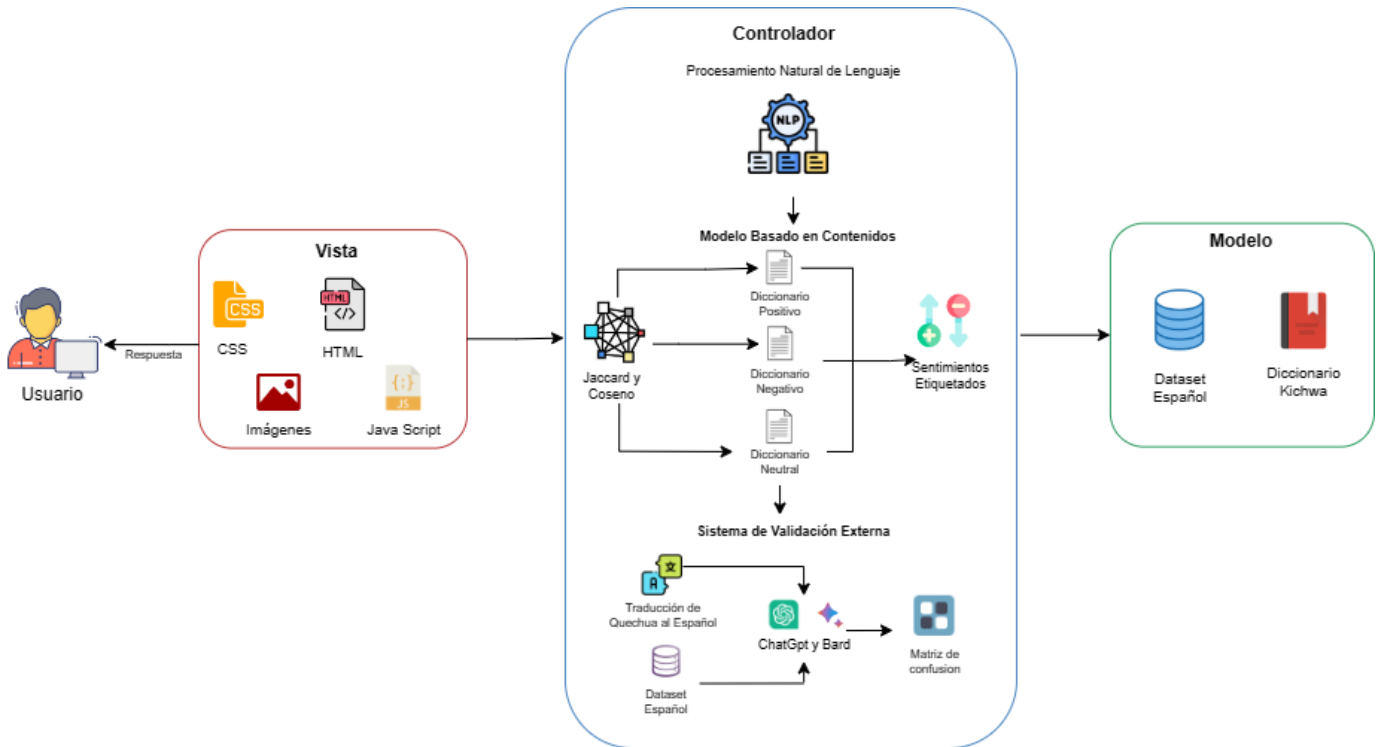 Controlador
Procesamiento Natural de Lenguaje
NLP
Modelo Basado en Contenidos
Diccionario
Positivo
Diccionario
Negativo
Diccionario
Neutral
Jaccard y
Coseno
Sentimientos
Etiquetados
Sistema de Validación Externa
Traducción de
Quechua al Español
文
A
Dataset
Español
ChatGpt y Bard
Matriz de
confusion
Vista
CSS
CSS
HTML
</>
HTML
Imágenes
{:}
JS
Java Script
Respuesta
Usuario
Modelo
Dataset
Español
Diccionario
Kichwa